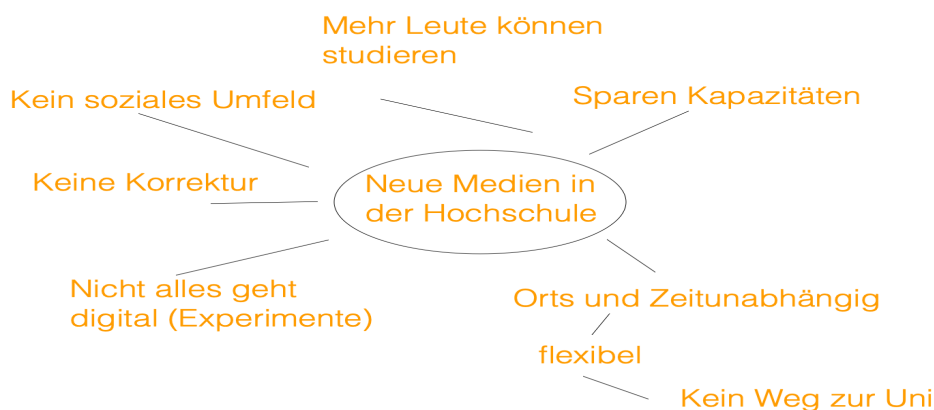 Mehr Leute können
studieren
Kein soziales Umfeld
Sparen Kapazitäten
Keine Korrektur
Neue Medien in
der Hochschule
Nicht alles geht
digital (Experimente)
Orts und Zeitunabhängig
flexibel
Kein Weg zur Uni